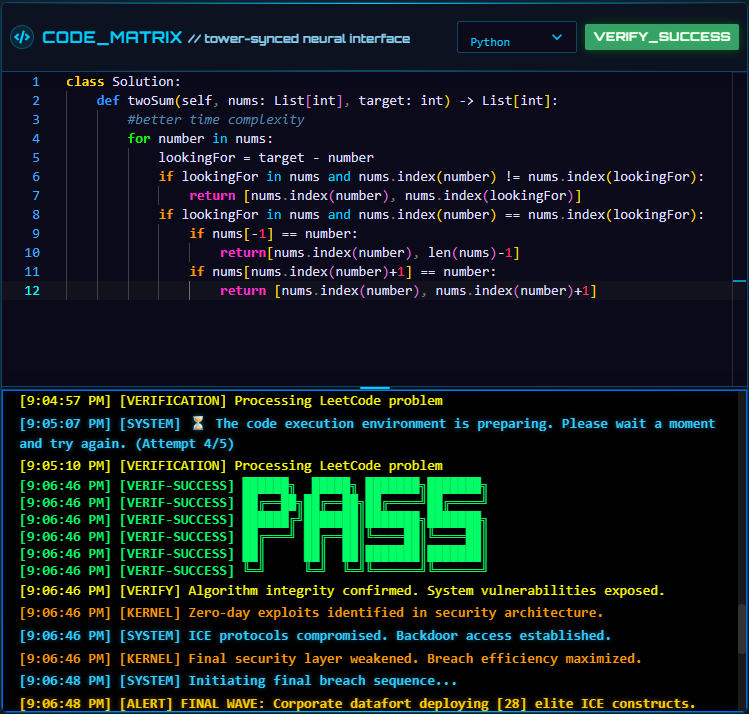 </> CODE_MATRIX // tower-synced neural interface Python VERIFY_SUCCESS
1 class Solution:
2 def twoSum(self, nums: List[int], target: int) -> List[int]:
3 #better time complexity
4 for number in nums:
5 lookingFor = target - number
6 if lookingFor in nums and nums.index(number) != nums.index(lookingFor):
7 return [nums.index(number), nums.index(lookingFor)]
8 if lookingFor in nums and nums.index(number) == nums.index(lookingFor):
9 if nums[-1] == number:
10 return[nums.index(number), len(nums)-1]
11 if nums[nums.index(number)+1] == number:
12 return [nums.index(number), nums.index(number)+1]
[9:04:57 PM] [VERIFICATION] Processing LeetCode problem
[9:05:07 PM] [SYSTEM] ⏳ The code execution environment is preparing. Please wait a moment
and try again. (Attempt 4/5)
[9:05:10 PM] [VERIFICATION] Processing LeetCode problem
[9:06:46 PM] [VERIF-SUCCESS]
[9:06:46 PM] [VERIF-SUCCESS]
[9:06:46 PM] [VERIF-SUCCESS] PASS
[9:06:46 PM] [VERIF-SUCCESS]
[9:06:46 PM] [VERIF-SUCCESS]
[9:06:46 PM] [VERIF-SUCCESS]
[9:06:46 PM] [VERIFY] Algorithm integrity confirmed. System vulnerabilities exposed.
[9:06:46 PM] [KERNEL] Zero-day exploits identified in security architecture.
[9:06:46 PM] [SYSTEM] ICE protocols compromised. Backdoor access established.
[9:06:46 PM] [KERNEL] Final security layer weakened. Breach efficiency maximized.
[9:06:48 PM] [SYSTEM] Initiating final breach sequence...
[9:06:48 PM] [ALERT] FINAL WAVE: Corporate datafort deploying [28] elite ICE constructs.